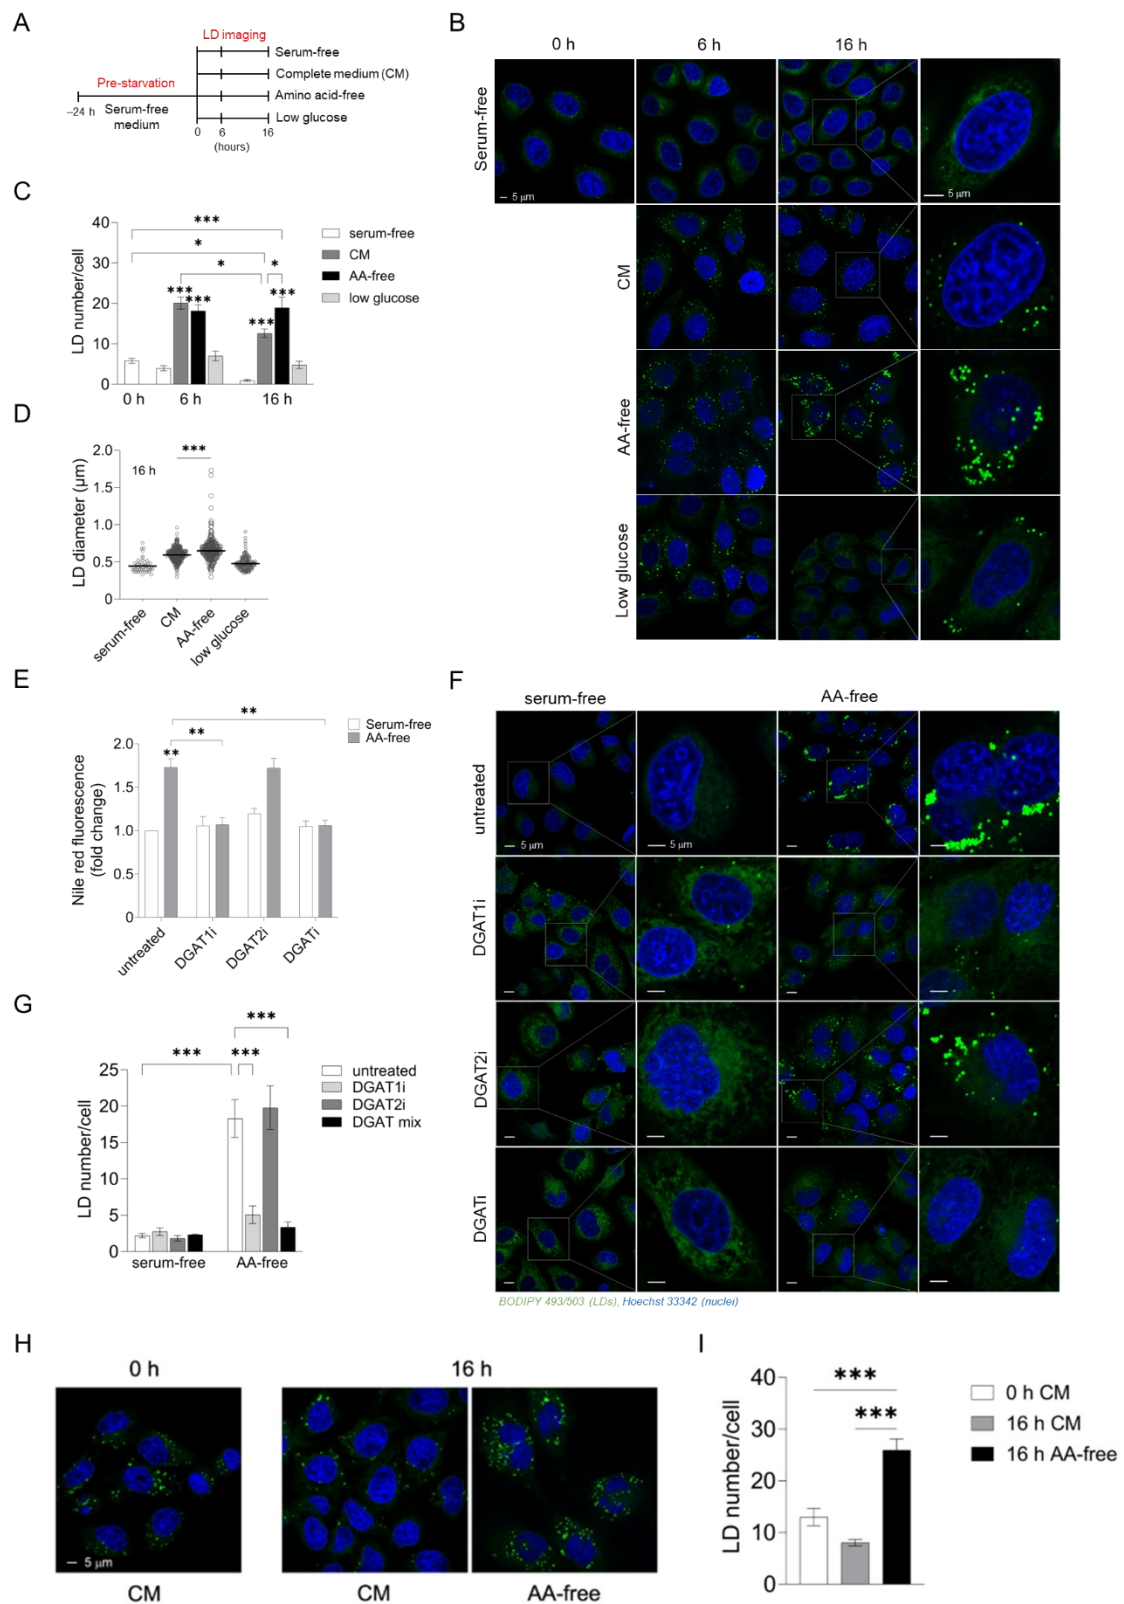 A
LD imaging
Serum-free
Pre-starvation
Complete medium (CM)
Amino acid-free
–24 h
Serum-free
medium
Low glucose
0 6 16
(hours)
B
0 h 6 h 16 h
Serum-free
5 μm
5 μm
CM
AA-free
Low glucose
C
LD number/cell
40
30
20
10
0
***
*
* *
*** *** *** ***
serum-free
CM
AA-free
low glucose
0 h 6 h 16 h
D
LD diameter (μm)
2.0
1.5
1.0
0.5
0
16 h
***
serum-free
CM
AA-free
low glucose
E
Nile red fluorescence
(fold change)
2.0
1.5
1.0
0.5
0
**
**
**
Serum-free
AA-free
untreated
DGAT1i
DGAT2i
DGATi
F
serum-free AA-free
untreated
5 μm 5 μm
DGAT1i
DGAT2i
DGATi
BODIPY 493/503 (LDs), Hoechst 33342 (nuclei)
G
LD number/cell
25
20
15
10
5
0
***
*** ***
untreated
DGAT1i
DGAT2i
DGAT mix
serum-free AA-free
H
0 h 16 h
5 μm
CM CM AA-free
I
LD number/cell
40
30
20
10
0
***
***
0 h CM
16 h CM
16 h AA-free